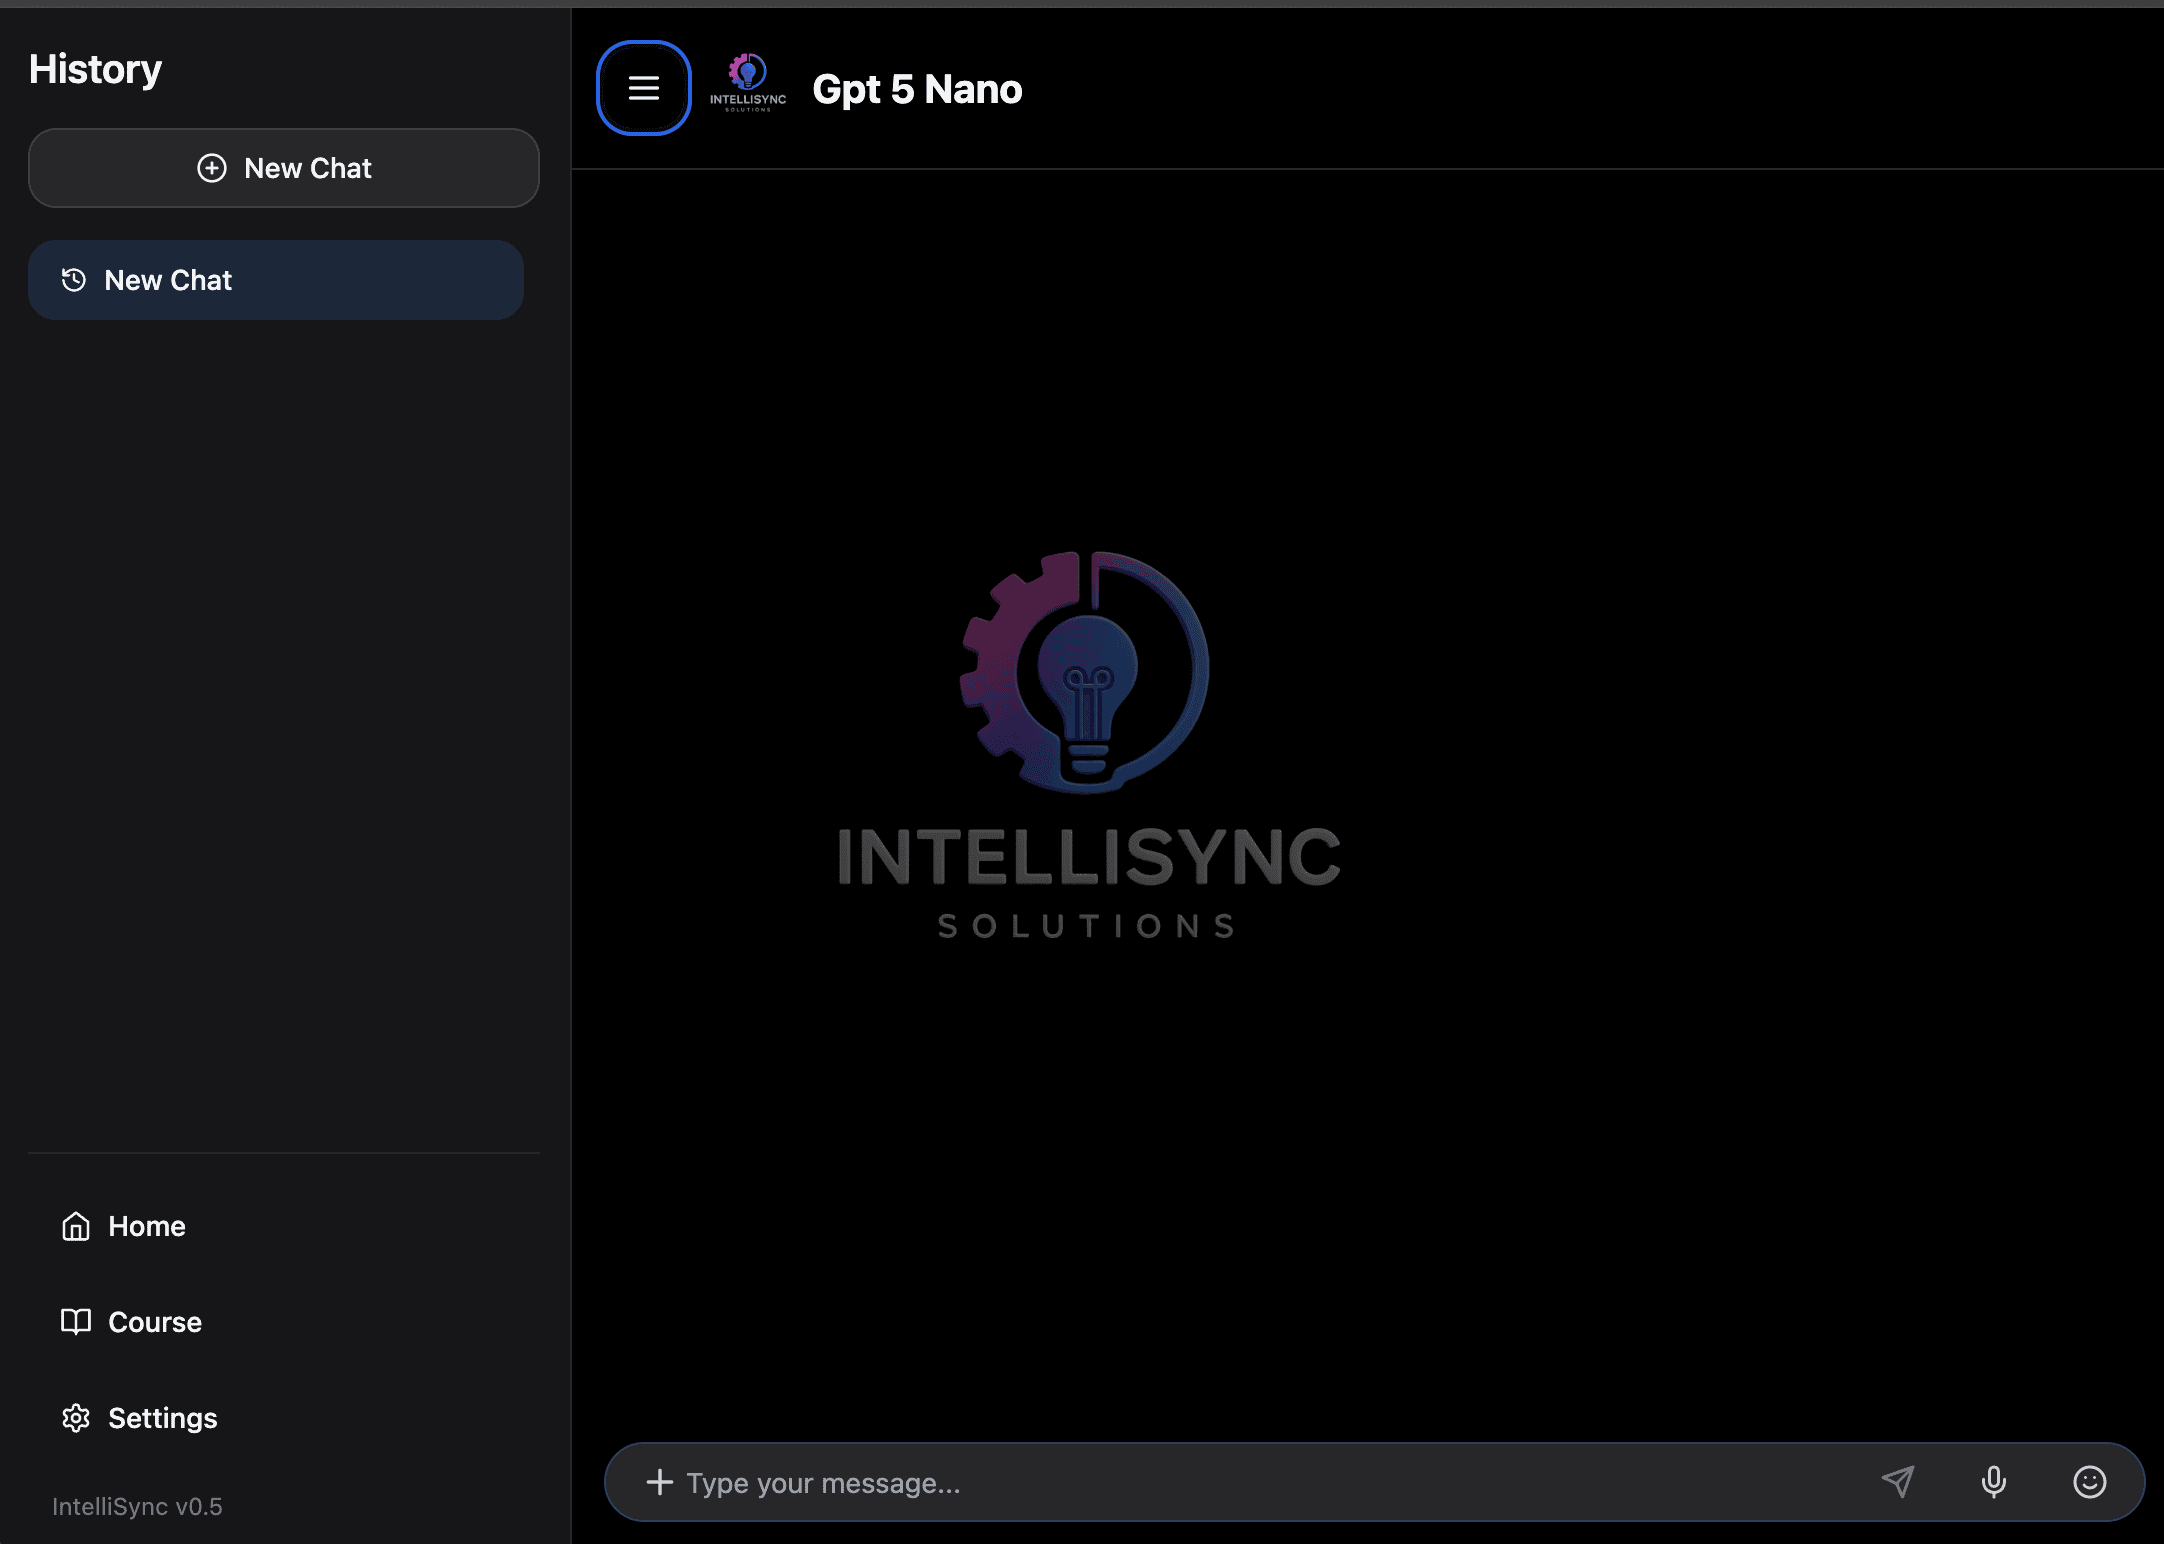 History
New Chat
New Chat
Home
Course
Settings
IntelliSync v0.5
INTELLISYNC
SOLUTIONS
Gpt 5 Nano
INTELLISYNC
SOLUTIONS
Type your message...